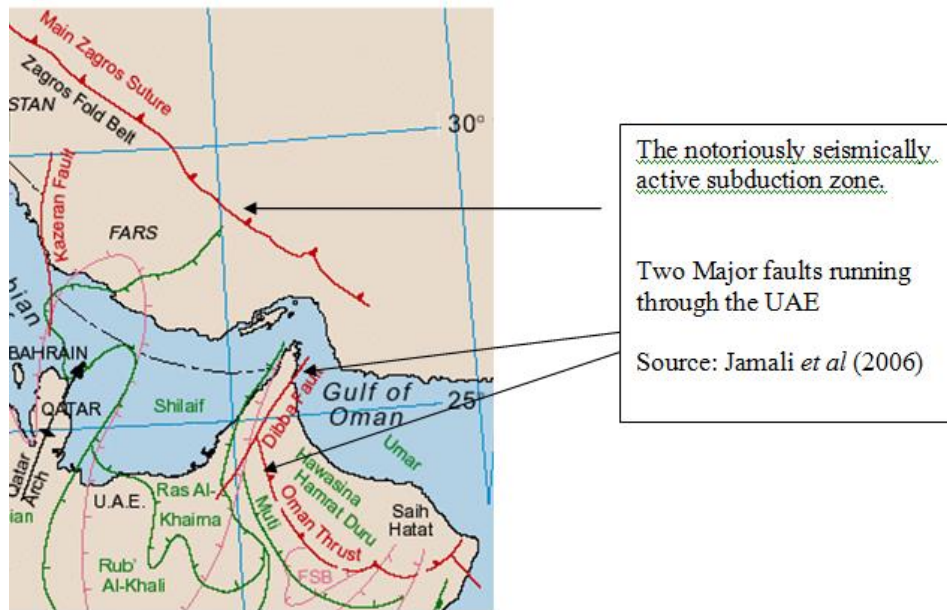 Main Zagros Suture
Zagros Fold Belt
STAN
30°
Kazeran Fault
FARS
bian
BAHRAIN
QATAR
Shilaif
Gulf of
Oman
25°
Dibba Fault
Umar
Qatar
Arch
ian
U.A.E.
Ras Al-
Khaima
Muti
Hawasina
Hamrat Duru
Oman Thrust
Saih
Hatat
Rub'
Al-Khali
FSB
The notoriously seismically
active subduction zone.
Two Major faults running
through the UAE
Source: Jamali et al (2006)